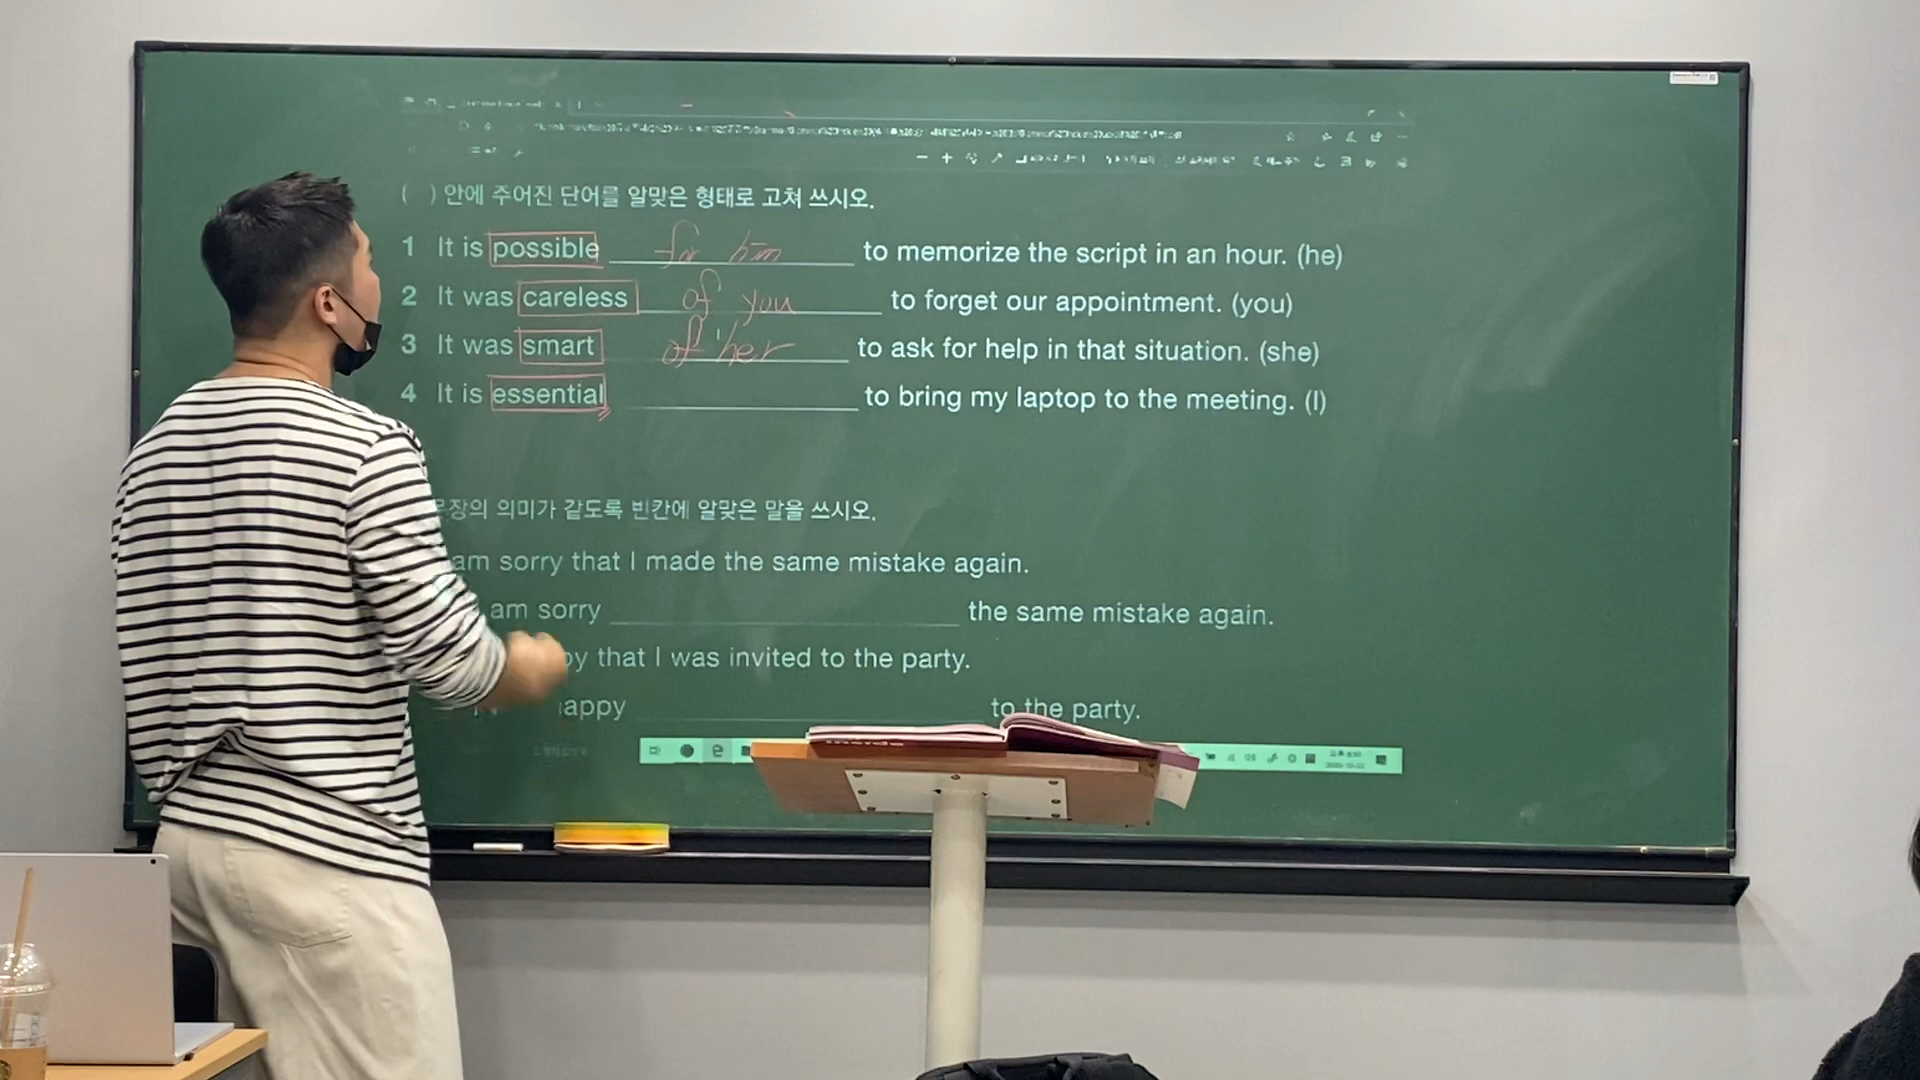 ( ) 안에 주어진 단어를 알맞은 형태로 고쳐 쓰시오.
1 It is possible for him to memorize the script in an hour. (he)
2 It was careless of you to forget our appointment. (you)
3 It was smart of her to ask for help in that situation. (she)
4 It is essential to bring my laptop to the meeting. (I)
문장의 의미가 같도록 빈칸에 알맞은 말을 쓰시오.
am sorry that I made the same mistake again.
am sorry the same mistake again.
that I was invited to the party.
happy to the party.